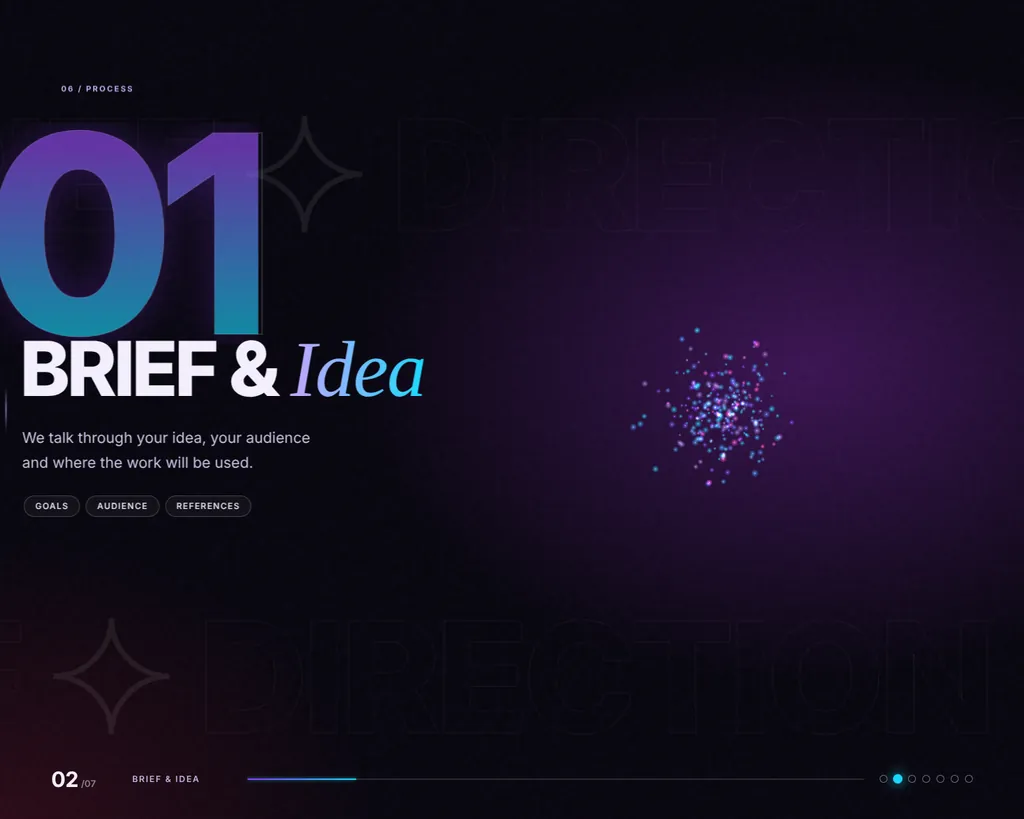 06 / PROCESS
01
DIRECTIO
BRIEF & Idea
We talk through your idea, your audience
and where the work will be used.
GOALS
AUDIENCE
REFERENCES
E DIRECTION
02 /07
BRIEF & IDEA